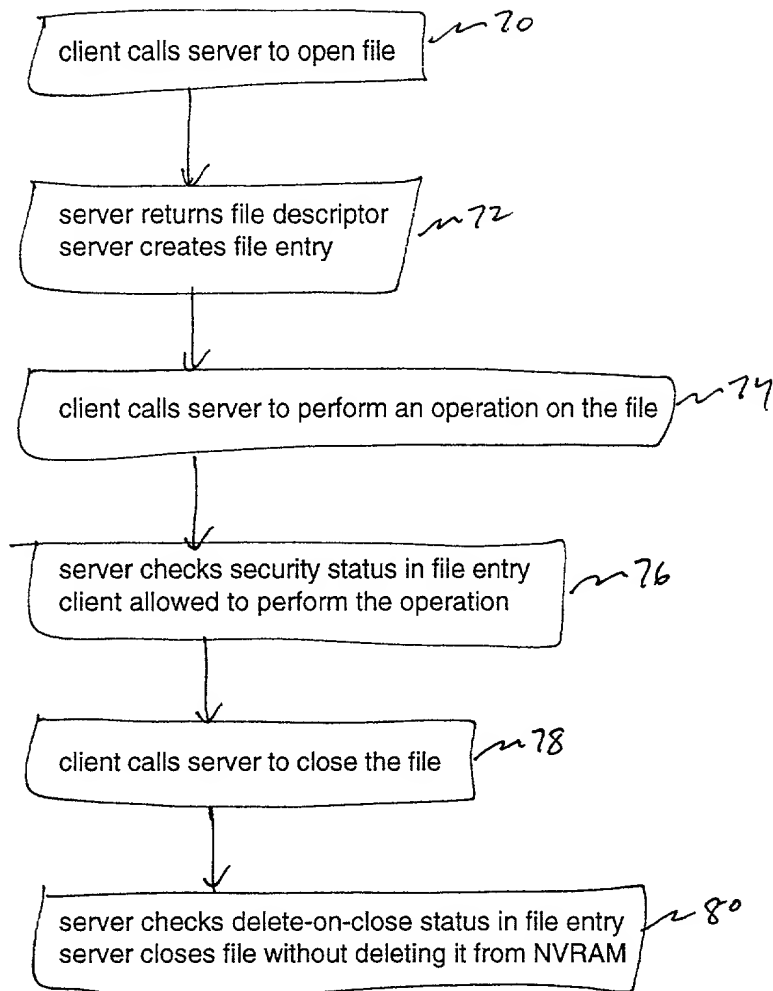 client calls server to open file
70
server returns file descriptor
server creates file entry
72
client calls server to perform an operation on the file
74
server checks security status in file entry
client allowed to perform the operation
76
client calls server to close the file
78
server checks delete-on-close status in file entry
server closes file without deleting it from NVRAM
80